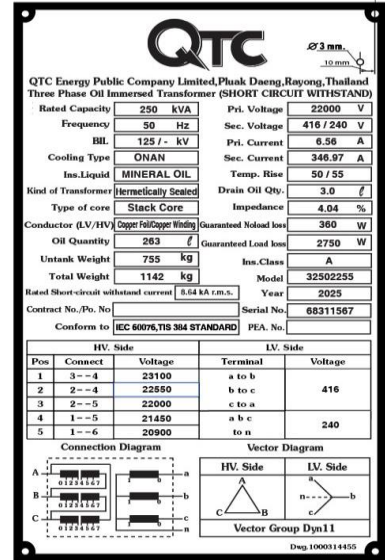 QTC
Ø 3 mm.
10 mm
QTC Energy Public Company Limited,Pluak Daeng,Rayong,Thailand
Three Phase Oil Immersed Transformer (SHORT CIRCUIT WITHSTAND)
Rated Capacity 250 kVA Pri. Voltage 22000 V
Frequency 50 Hz Sec. Voltage 416 / 240 V
BIL 125 / - kV Pri. Current 6.56 A
Cooling Type ONAN Sec. Current 346.97 A
Ins.Liquid MINERAL OIL Temp. Rise 50 / 55
Kind of Transformer Hermetically Sealed Drain Oil Qty. 3.0 ℓ
Type of core Stack Core Impedance 4.04 %
Conductor (LV/HV) Copper Foil/Copper Winding Guaranteed Noload loss 360 W
Oil Quantity 263 ℓ Guaranteed Load loss 2750 W
Untank Weight 755 kg Ins.Class A
Total Weight 1142 kg Model 32502255
Rated Short-circuit withstand current 8.64 kA r.m.s. Year 2025
Contract No./Po. No Serial No. 68311567
Conform to IEC 60076,TIS 384 STANDARD PEA. No.
HV. Side LV. Side
Pos Connect Voltage Terminal Voltage
1 3--4 23100 a to b
2 2--4 22550 b to c 416
3 2--5 22000 c to a
4 1--5 21450 a b c 240
5 1--6 20900 to n
Connection Diagram Vector Diagram
A 01234567 a
B 01234567 b
C 01234567 c
n
HV. Side LV. Side
A C B
a n b c
Vector Group Dyn11
Dwg.1000314455